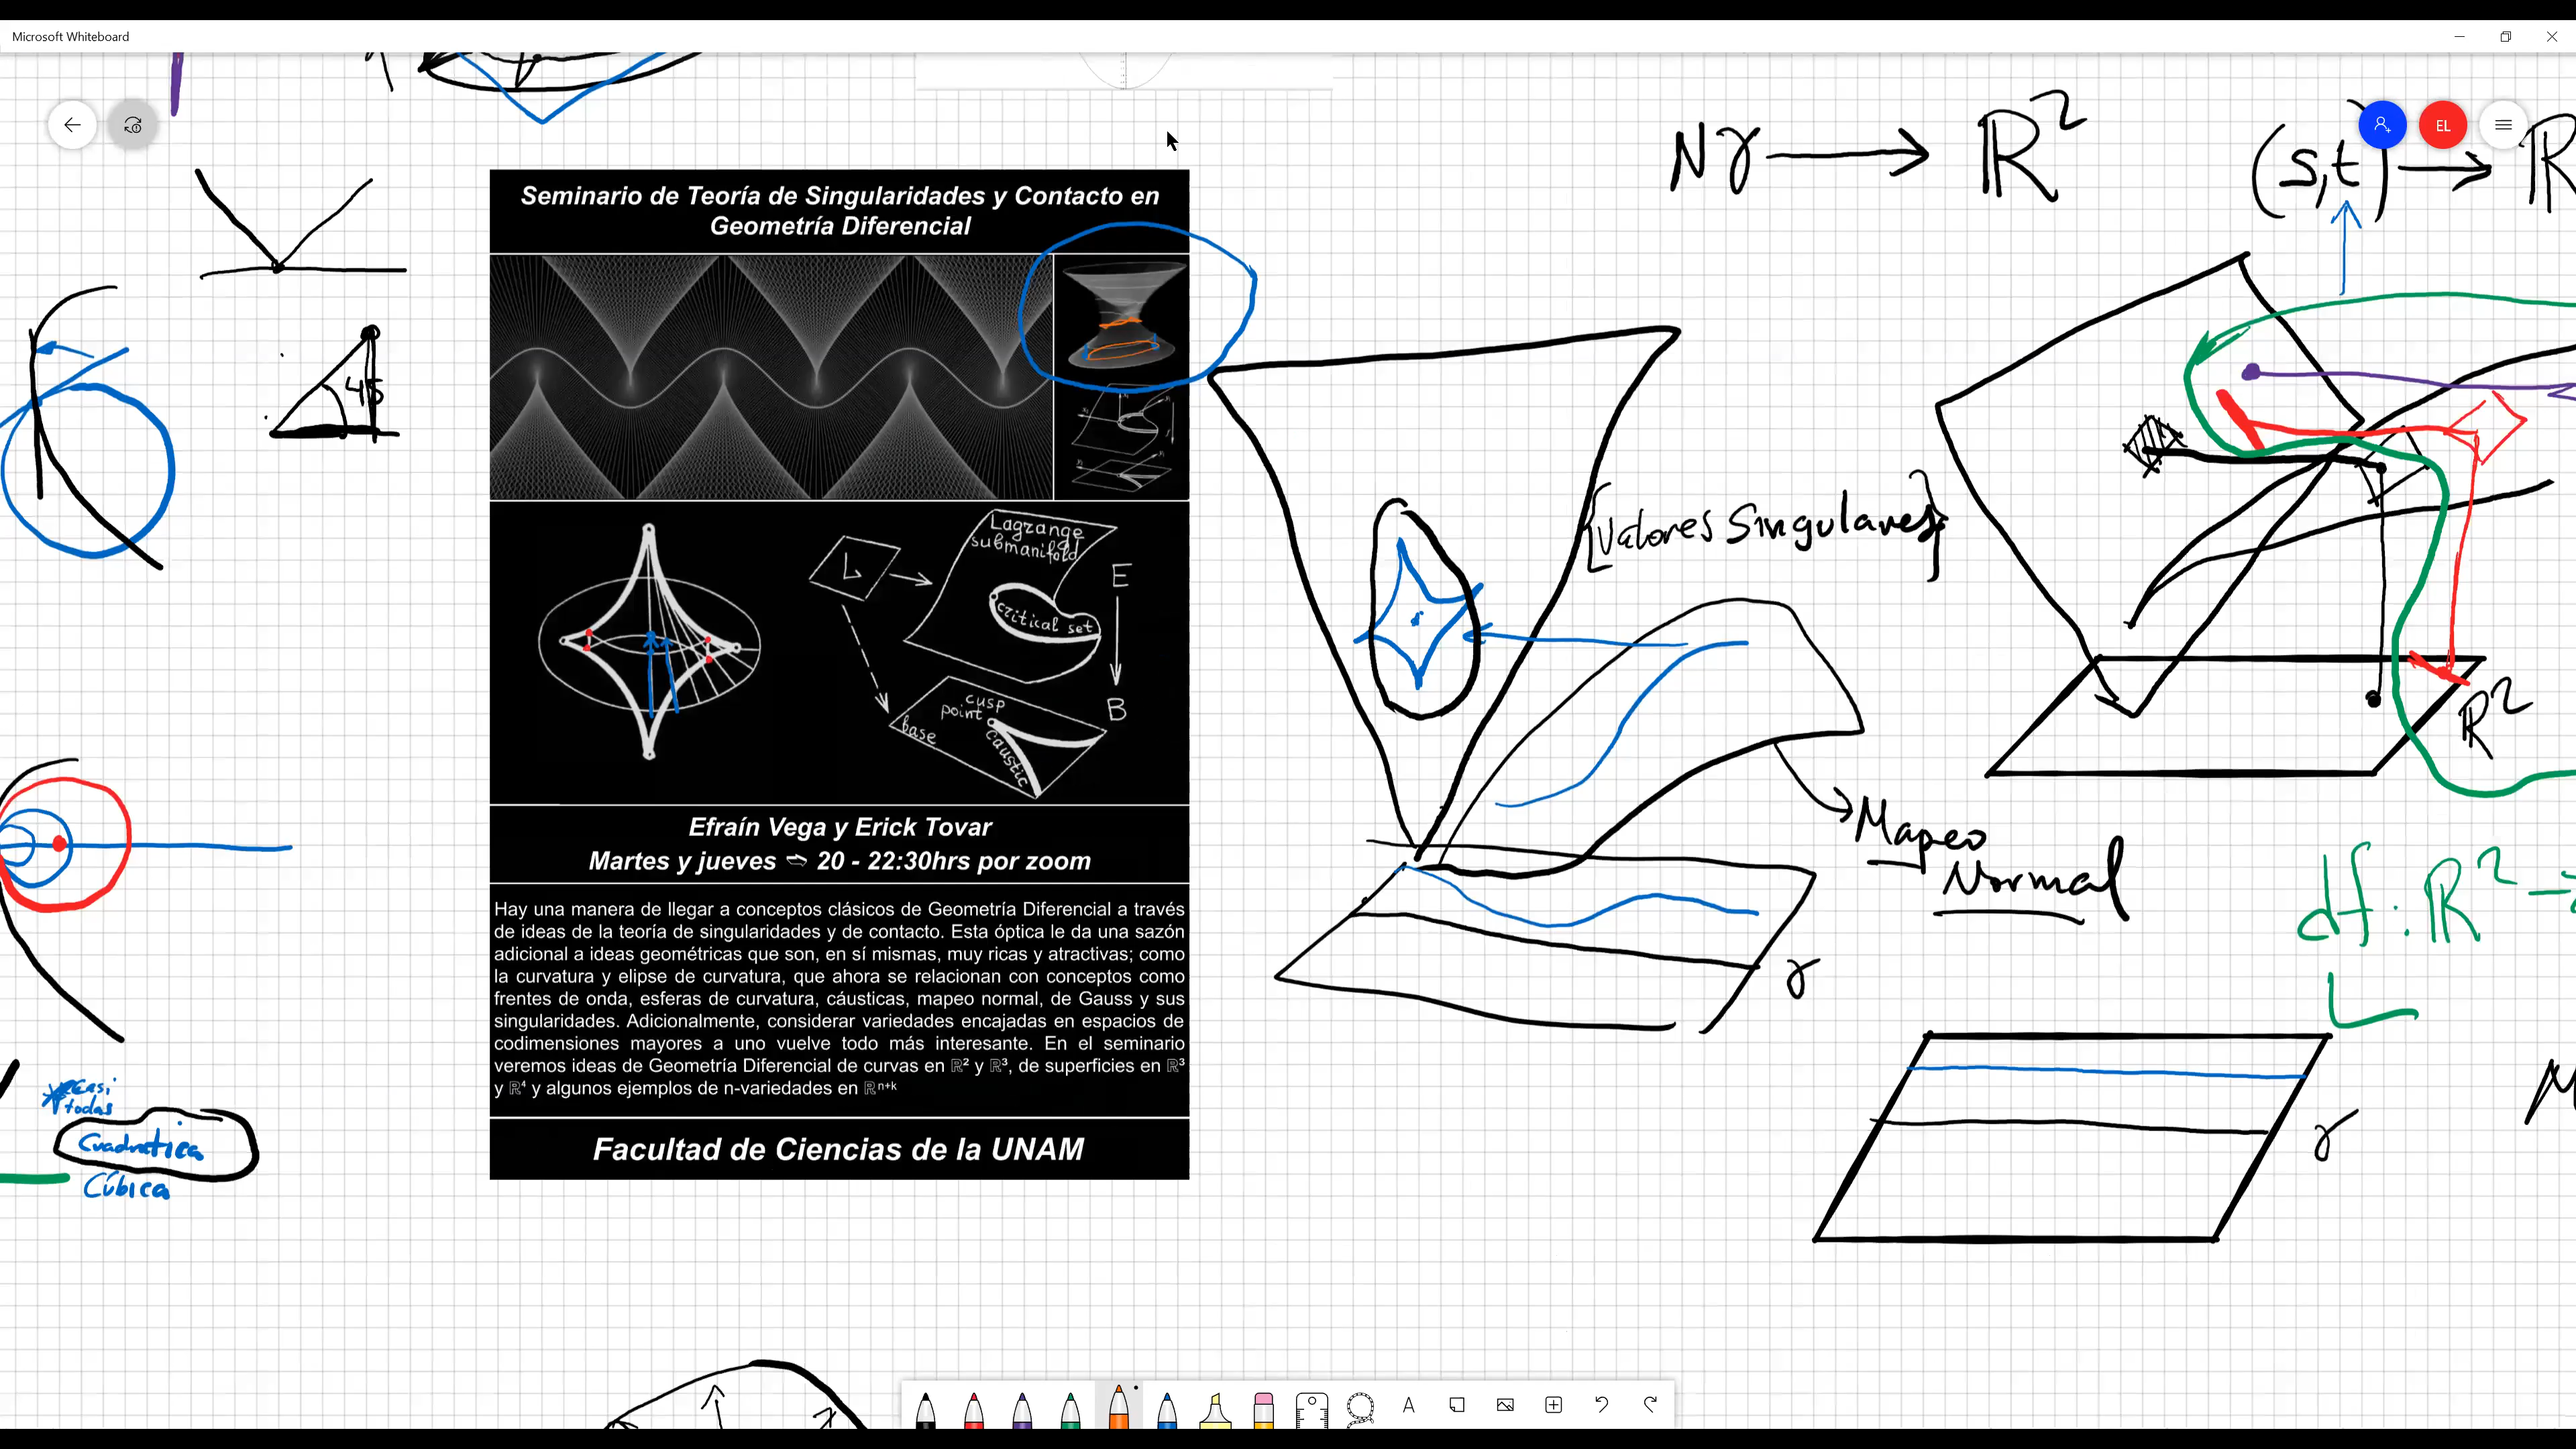 Microsoft Whiteboard
Nγ → ℝ²
(s,t) → ℝ
EL
Seminario de Teoría de Singularidades y Contacto en
Geometría Diferencial
45
{Valores Singulares}
Lagrange
submanifold
L
critical set
E
B
cusp
point
base
caustic
ℝ²
Mapeo
Normal
γ
df: ℝ² →
Efraín Vega y Erick Tovar
Martes y jueves ➯ 20 - 22:30hrs por zoom
Hay una manera de llegar a conceptos clásicos de Geometría Diferencial a través
de ideas de la teoría de singularidades y de contacto. Esta óptica le da una sazón
adicional a ideas geométricas que son, en sí mismas, muy ricas y atractivas; como
la curvatura y elipse de curvatura, que ahora se relacionan con conceptos como
frentes de onda, esferas de curvatura, cáusticas, mapeo normal, de Gauss y sus
singularidades. Adicionalmente, considerar variedades encajadas en espacios de
codimensiones mayores a uno vuelve todo más interesante. En el seminario
veremos ideas de Geometría Diferencial de curvas en ℝ² y ℝ³, de superficies en ℝ³
y ℝ⁴ y algunos ejemplos de n-variedades en ℝⁿ⁺ᵏ
Facultad de Ciencias de la UNAM
γ
*Casi
todas
Cuadratica
Cúbica
A